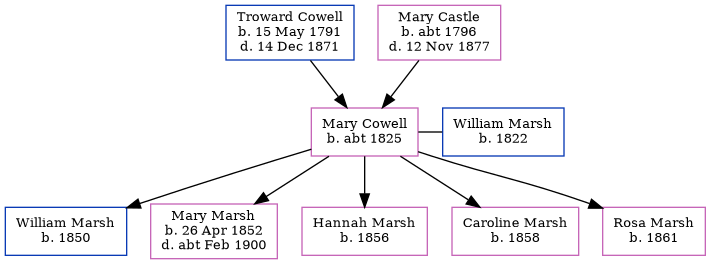 Troward Cowell
b. 15 May 1791
d. 14 Dec 1871
Mary Castle
b. abt 1796
d. 12 Nov 1877
Mary Cowell
b. abt 1825
William Marsh
b. 1822
William Marsh
b. 1850
Mary Marsh
b. 26 Apr 1852
d. abt Feb 1900
Hannah Marsh
b. 1856
Caroline Marsh
b. 1858
Rosa Marsh
b. 1861